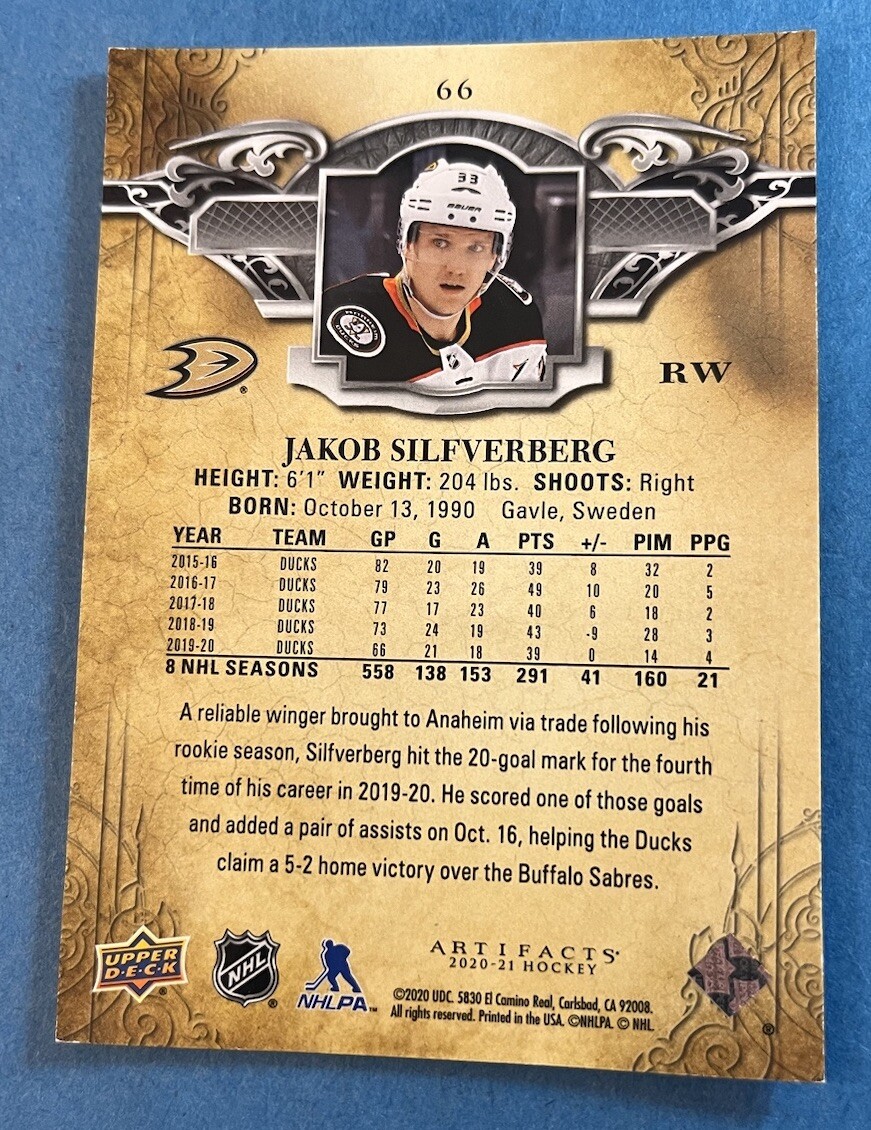 66
33
BAUER
ANAHEIM DUCKS
RW
JAKOB SILFVERBERG
HEIGHT: 6'1" WEIGHT: 204 lbs. SHOOTS: Right
BORN: October 13, 1990 Gavle, Sweden
YEAR TEAM GP G A PTS +/- PIM PPG
2015-16 DUCKS 82 20 19 39 8 32 2
2016-17 DUCKS 79 23 26 49 10 20 5
2017-18 DUCKS 77 17 23 40 6 18 2
2018-19 DUCKS 73 24 19 43 -9 28 3
2019-20 DUCKS 66 21 18 39 0 14 4
8 NHL SEASONS 558 138 153 291 41 160 21
A reliable winger brought to Anaheim via trade following his
rookie season, Silfverberg hit the 20-goal mark for the fourth
time of his career in 2019-20. He scored one of those goals
and added a pair of assists on Oct. 16, helping the Ducks
claim a 5-2 home victory over the Buffalo Sabres.
UPPER
D·E·C·K ®
NHL ®
NHLPA™
ARTIFACTS
2020-21 HOCKEY
©2020 UDC. 5830 El Camino Real, Carlsbad, CA 92008.
All rights reserved. Printed in the USA. ©NHLPA. © NHL.
®